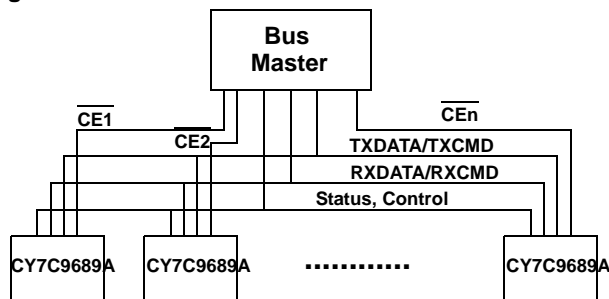 Bus
Master
CE1
CEn
CE2
TXDATA/TXCMD
RXDATA/RXCMD
Status, Control
CY7C9689A CY7C9689A ............ CY7C9689A